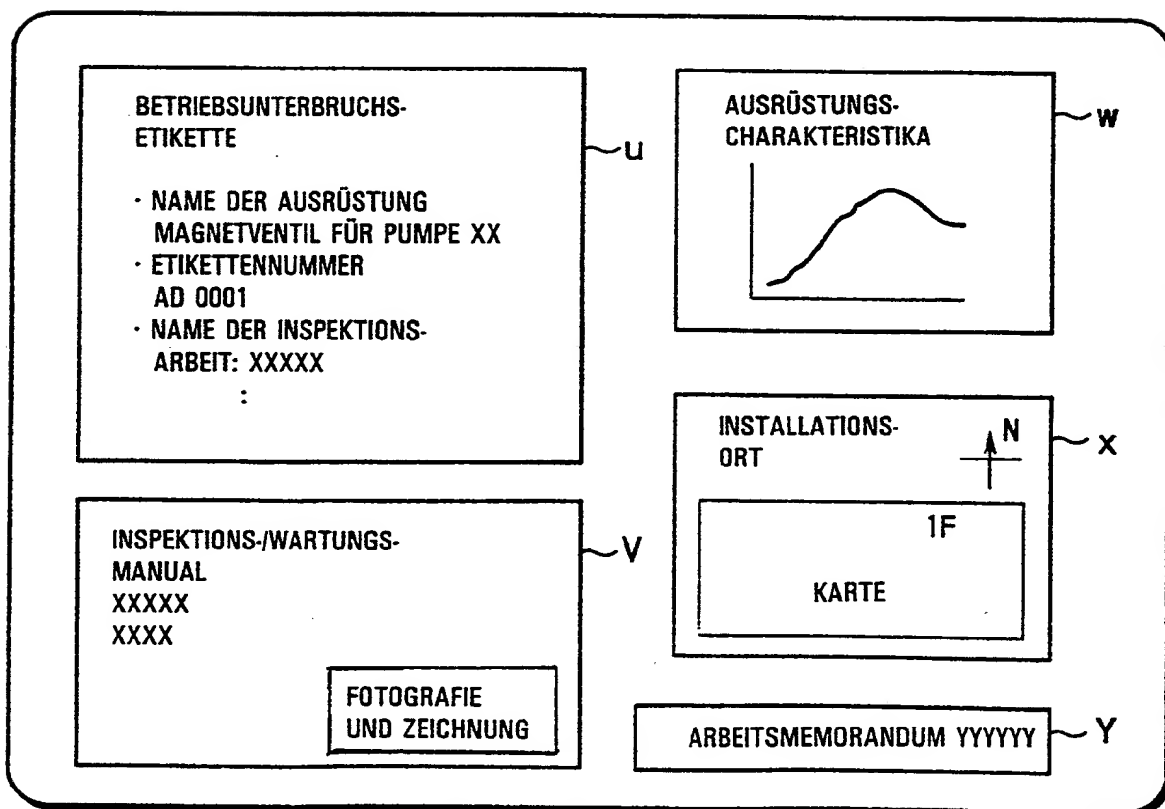 BETRIEBSUNTERBRUCHS-
ETIKETTE
· NAME DER AUSRÜSTUNG
MAGNETVENTIL FÜR PUMPE XX
· ETIKETTENNUMMER
AD 0001
· NAME DER INSPEKTIONS-
ARBEIT: XXXXX
:
u
INSPEKTIONS-/WARTUNGS-
MANUAL
XXXXX
XXXX
FOTOGRAFIE
UND ZEICHNUNG
V
AUSRÜSTUNGS-
CHARAKTERISTIKA
W
INSTALLATIONS-
ORT
N
1F
KARTE
X
ARBEITSMEMORANDUM YYYYYY
Y